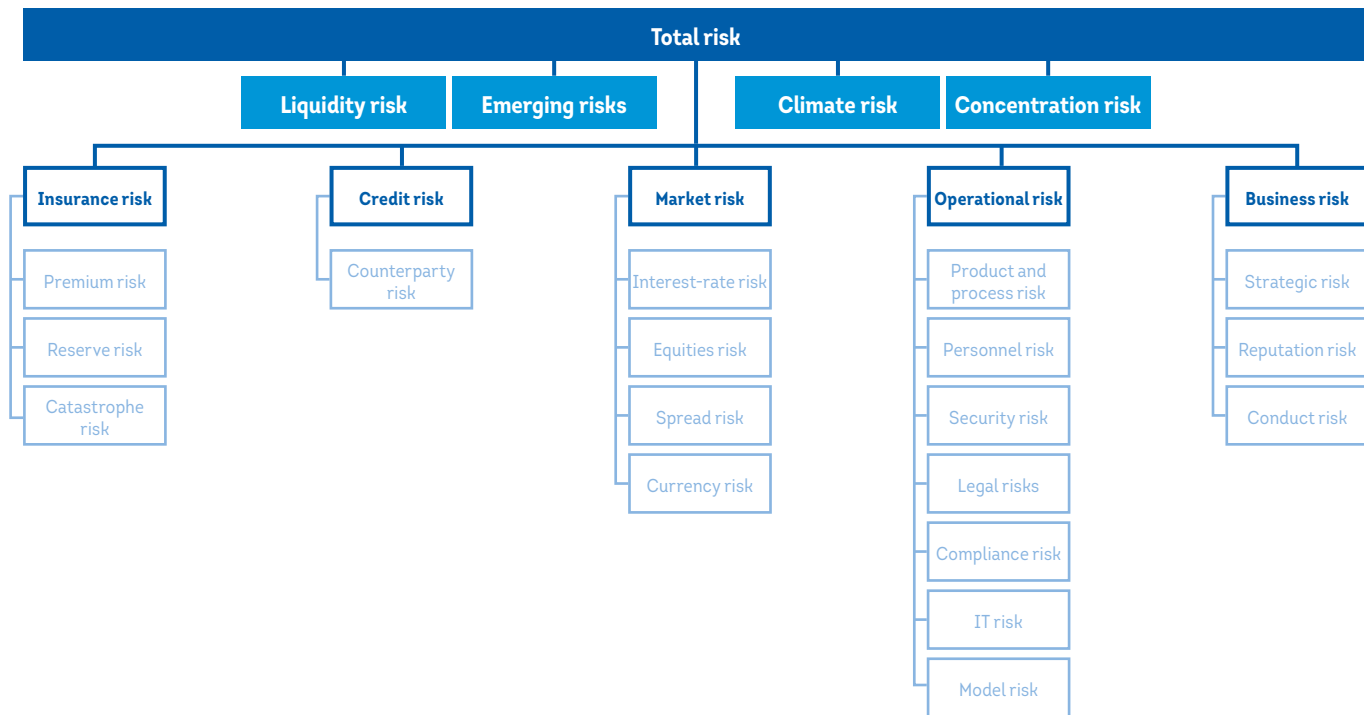 Total risk
Liquidity risk
Emerging risks
Climate risk
Concentration risk
Insurance risk
Premium risk
Reserve risk
Catastrophe
risk
Credit risk
Counterparty
risk
Market risk
Interest-rate risk
Equities risk
Spread risk
Currency risk
Operational risk
Product and
process risk
Personnel risk
Security risk
Legal risks
Compliance risk
IT risk
Model risk
Business risk
Strategic risk
Reputation risk
Conduct risk